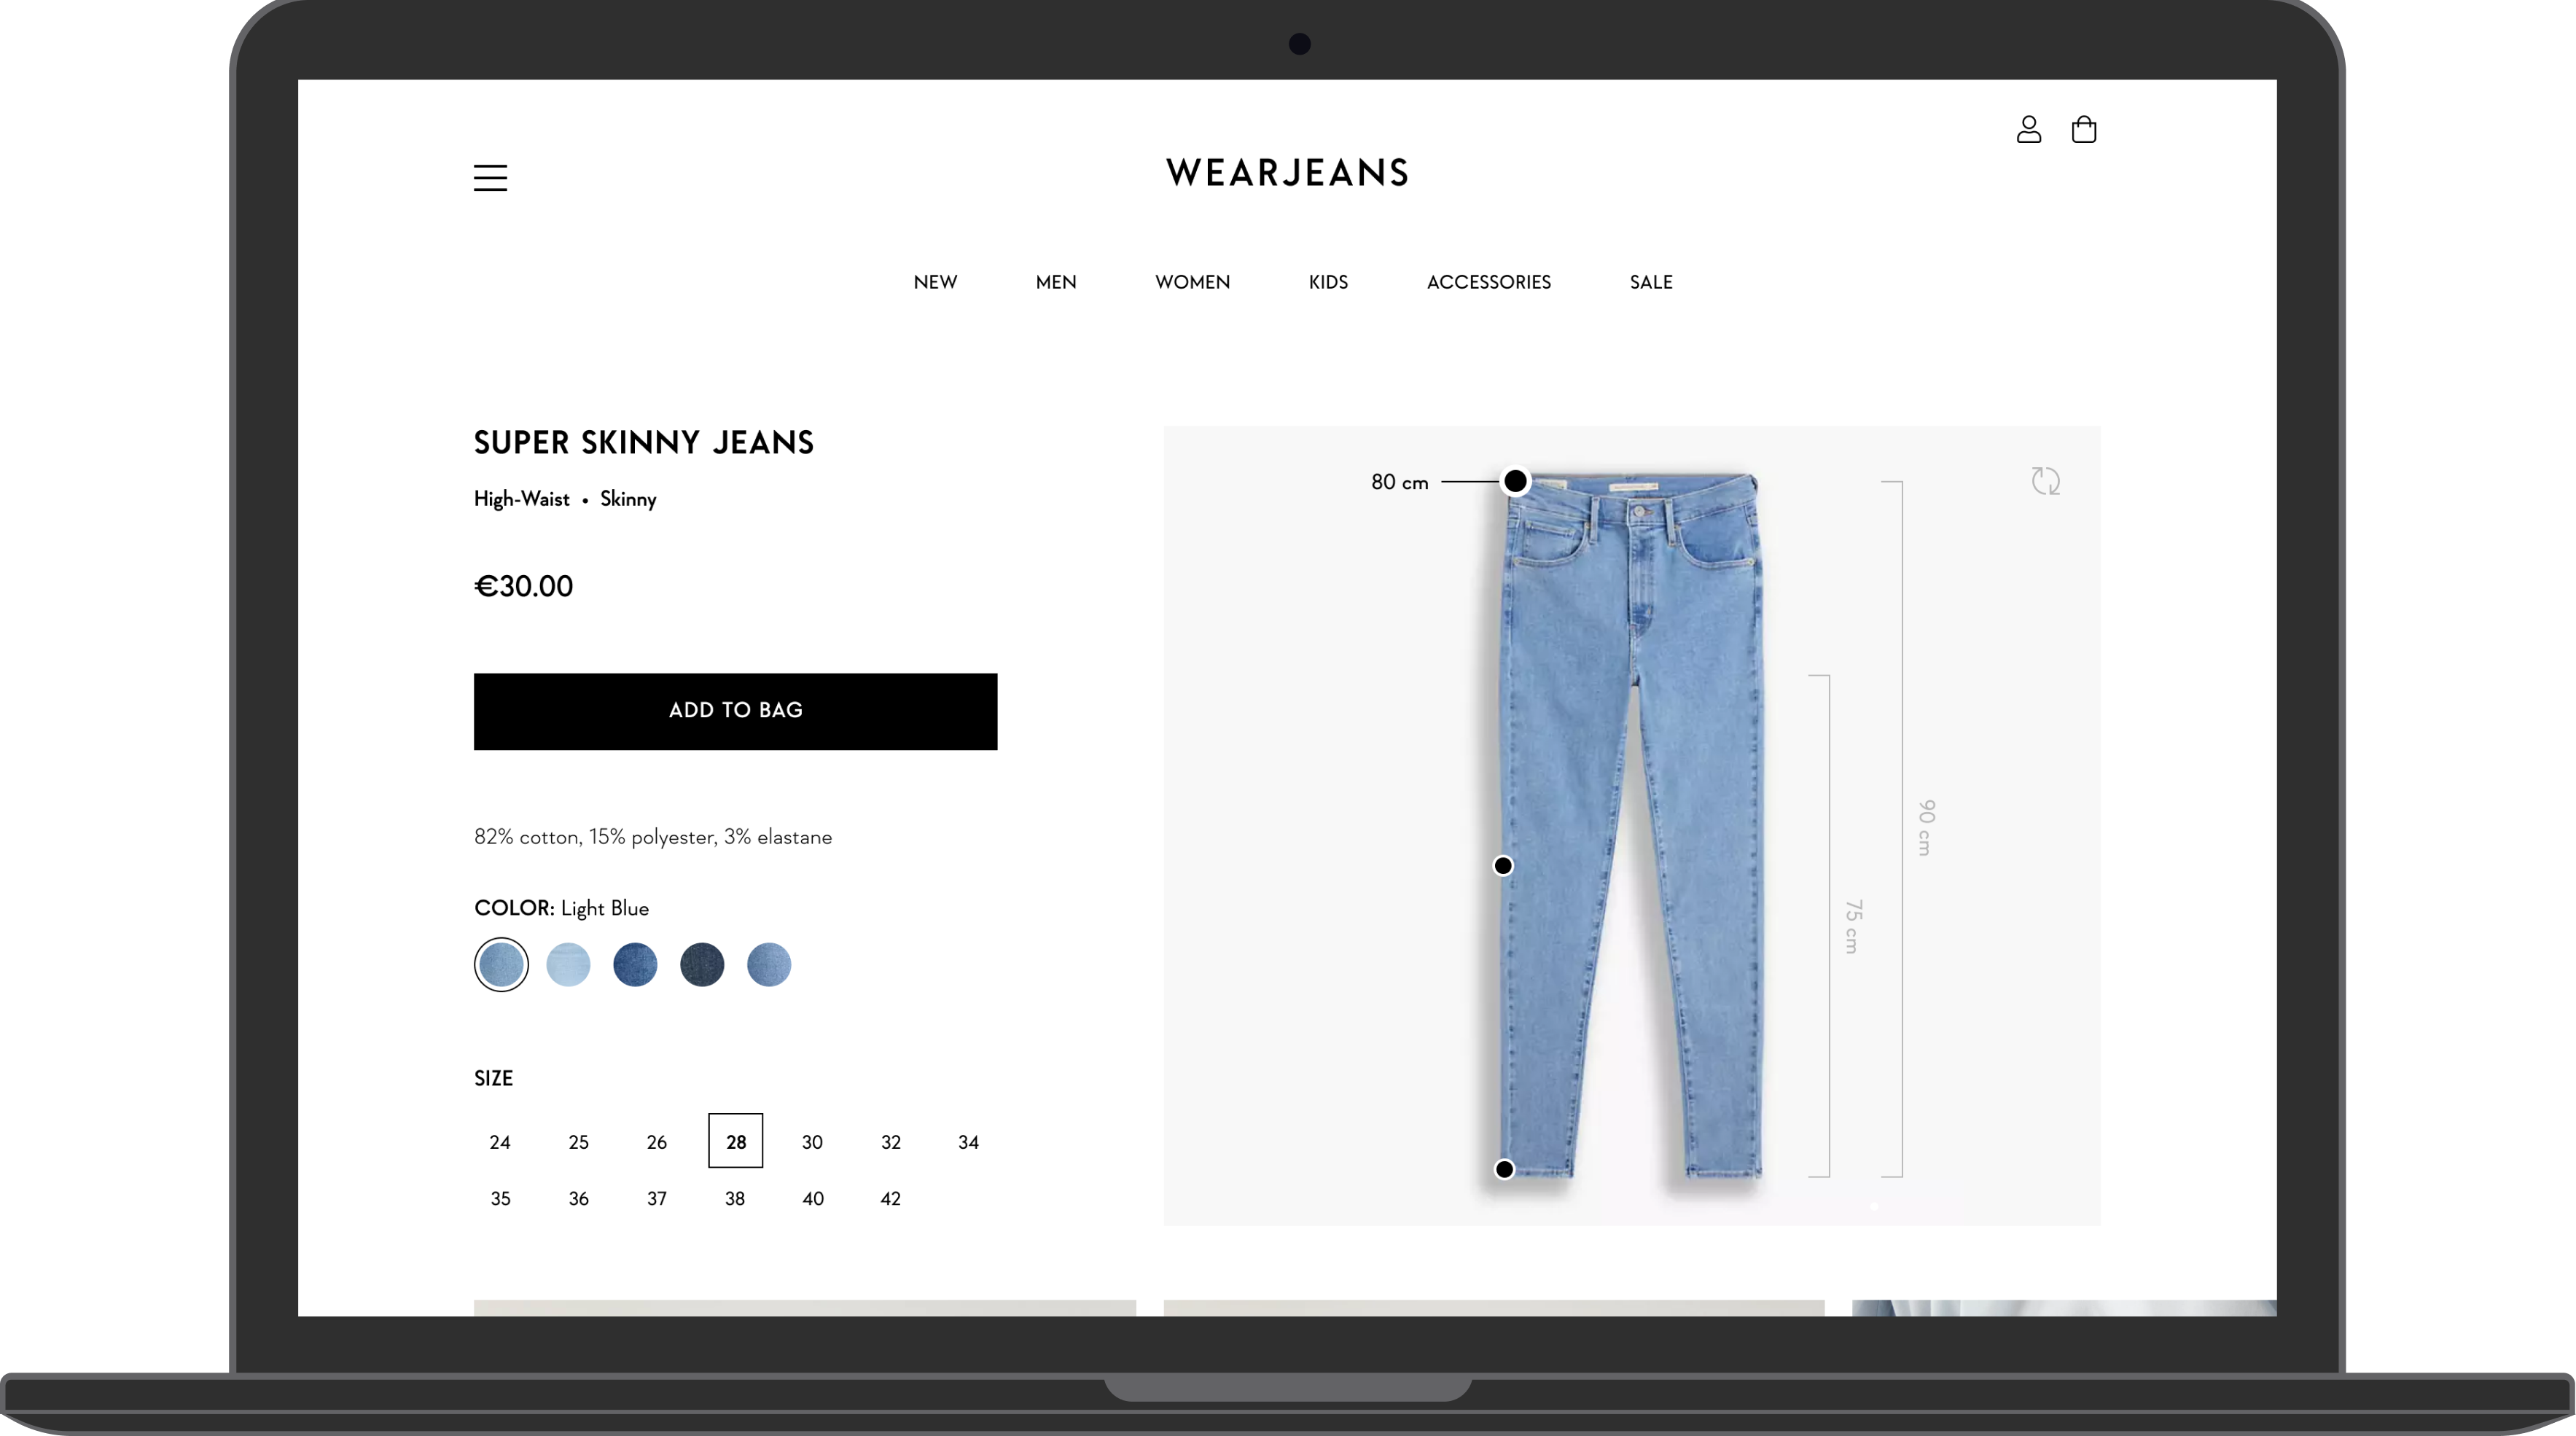 WEARJEANS
NEW MEN WOMEN KIDS ACCESSORIES SALE
SUPER SKINNY JEANS
High-Waist • Skinny
€30.00
ADD TO BAG
82% cotton, 15% polyester, 3% elastane
COLOR: Light Blue
SIZE
24 25 26 28 30 32 34
35 36 37 38 40 42
80 cm
90 cm
75 cm